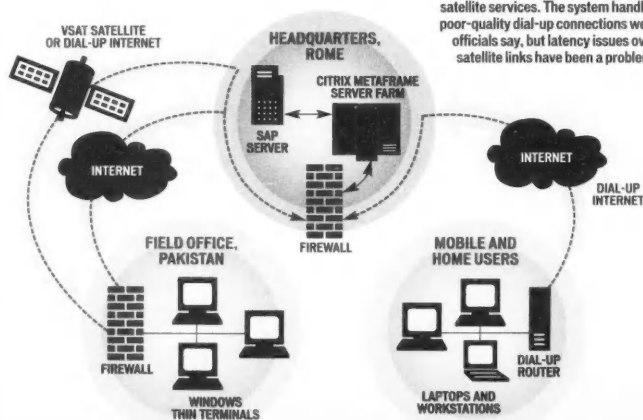 satellite services. The system handl
poor-quality dial-up connections we
officials say, but latency issues ov
satellite links have been a proble
VSAT SATELLITE
OR DIAL-UP INTERNET
HEADQUARTERS,
ROME
CITRIX METAFRAME
SERVER FARM
SAP
SERVER
INTERNET
INTERNET
DIAL-UP
INTERNET
FIREWALL
FIELD OFFICE,
PAKISTAN
MOBILE AND
HOME USERS
FIREWALL
WINDOWS
THIN TERMINALS
LAPTOPS AND
WORKSTATIONS
DIAL-UP
ROUTER